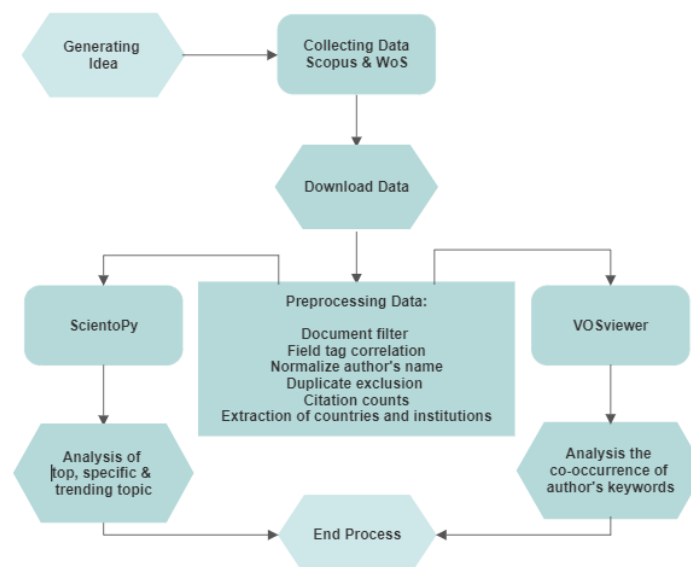 Generating
Idea
Collecting Data
Scopus & WoS
Download Data
ScientoPy
Preprocessing Data:
Document filter
Field tag correlation
Normalize author's name
Duplicate exclusion
Citation counts
Extraction of countries and institutions
VOSviewer
Analysis of
top, specific &
trending topic
Analysis the
co-occurrence of
author's keywords
End Process